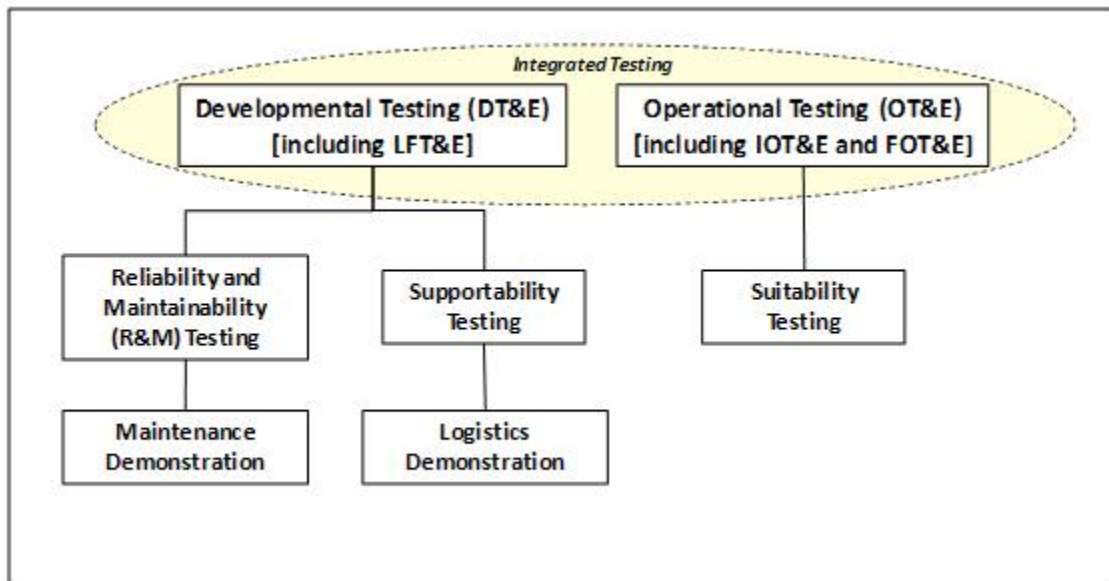 Integrated Testing
Developmental Testing (DT&E)
[including LFT&E]
Operational Testing (OT&E)
[including IOT&E and FOT&E]
Reliability and
Maintainability
(R&M) Testing
Supportability
Testing
Suitability
Testing
Maintenance
Demonstration
Logistics
Demonstration